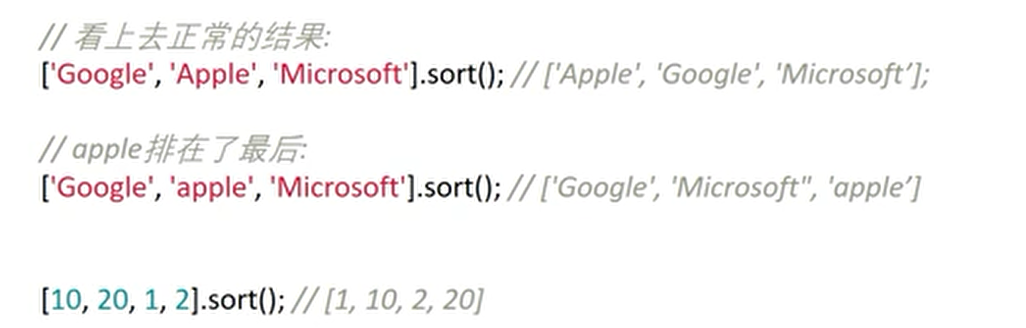 // 看上去正常的结果:
['Google', 'Apple', 'Microsoft'].sort(); // ['Apple', 'Google', 'Microsoft’];
// apple排在了最后:
['Google', 'apple', 'Microsoft'].sort(); // ['Google', 'Microsoft", 'apple’]
[10, 20, 1, 2].sort(); // [1, 10, 2, 20]